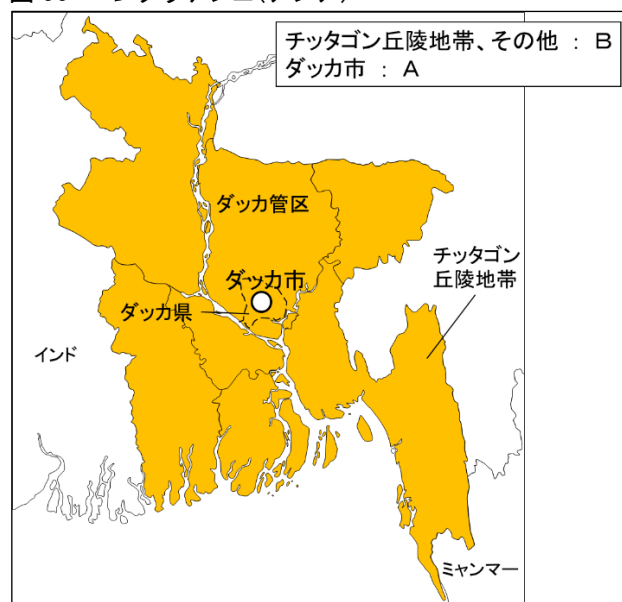 チッタゴン丘陵地帯、その他 : B
ダッカ市 : A
ダッカ管区
チッタゴン
丘陵地帯
ダッカ市
ダッカ県
インド
ミャンマー